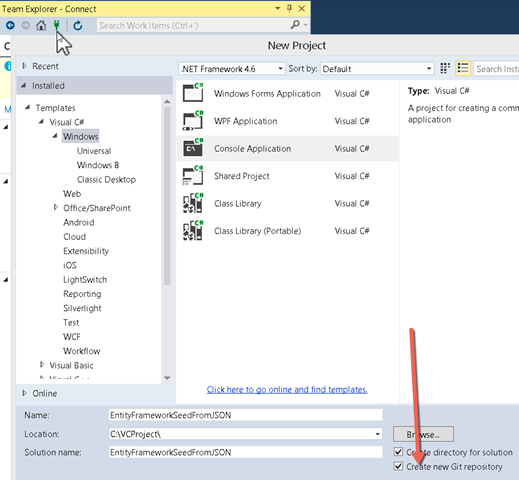 Team Explorer - Connect
Search Work Items (Ctrl+')
New Project
Recent
.NET Framework 4.6
Sort by:
Default
Search Insta
Installed
Templates
Visual C#
Windows
Universal
Windows 8
Classic Desktop
Web
Office/SharePoint
Android
Cloud
Extensibility
iOS
LightSwitch
Reporting
Silverlight
Test
WCF
Workflow
Visual Basic
Windows Forms Application Visual C#
WPF Application Visual C#
Console Application Visual C#
Shared Project Visual C#
Class Library Visual C#
Class Library (Portable) Visual C#
Type: Visual C#
A project for creating a comm
application
Click here to go online and find templates.
Online
Name: EntityFrameworkSeedFromJSON
Location: C:\VCProject\
Browse...
Solution name: EntityFrameworkSeedFromJSON
Create directory for solution
Create new Git repository